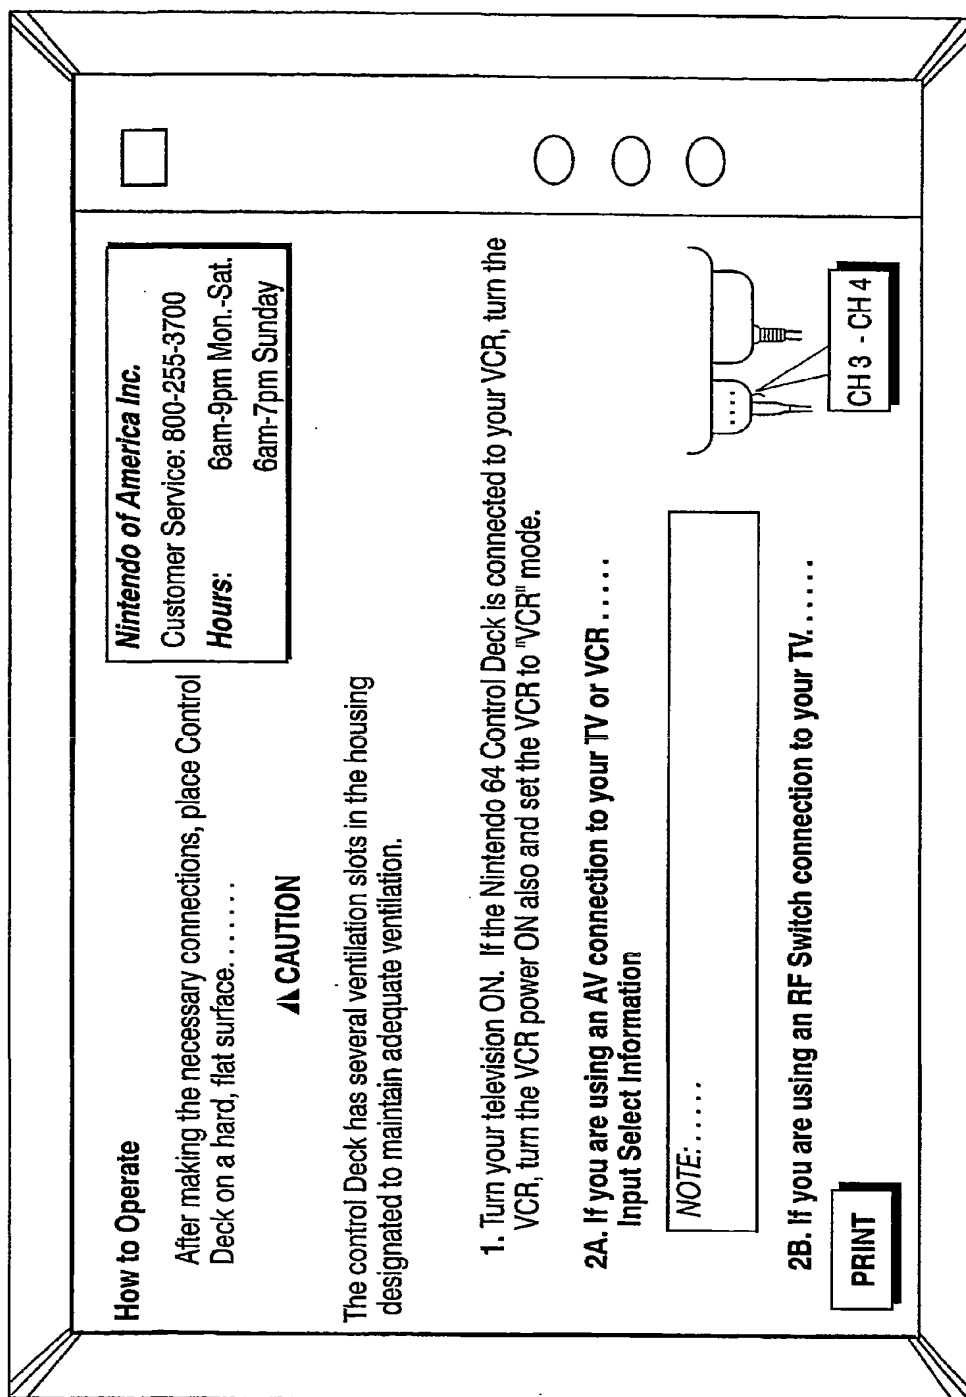 How to Operate
After making the necessary connections, place Control
Deck on a hard, flat surface.......
Nintendo of America Inc.
Customer Service: 800-255-3700
Hours: 6am-9pm Mon.-Sat.
6am-7pm Sunday
CAUTION
The control Deck has several ventilation slots in the housing
designated to maintain adequate ventilation.
1. Turn your television ON. If the Nintendo 64 Control Deck is connected to your VCR, turn the
VCR, turn the VCR power ON also and set the VCR to "VCR" mode.
2A. If you are using an AV connection to your TV or VCR.....
Input Select Information
NOTE:.....
2B. If you are using an RF Switch connection to your TV......
CH 3 - CH 4
PRINT